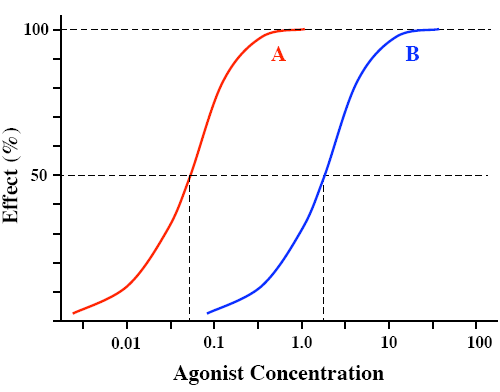 100
A
B
50
Effect (%)
0.01 0.1 1.0 10 100
Agonist Concentration